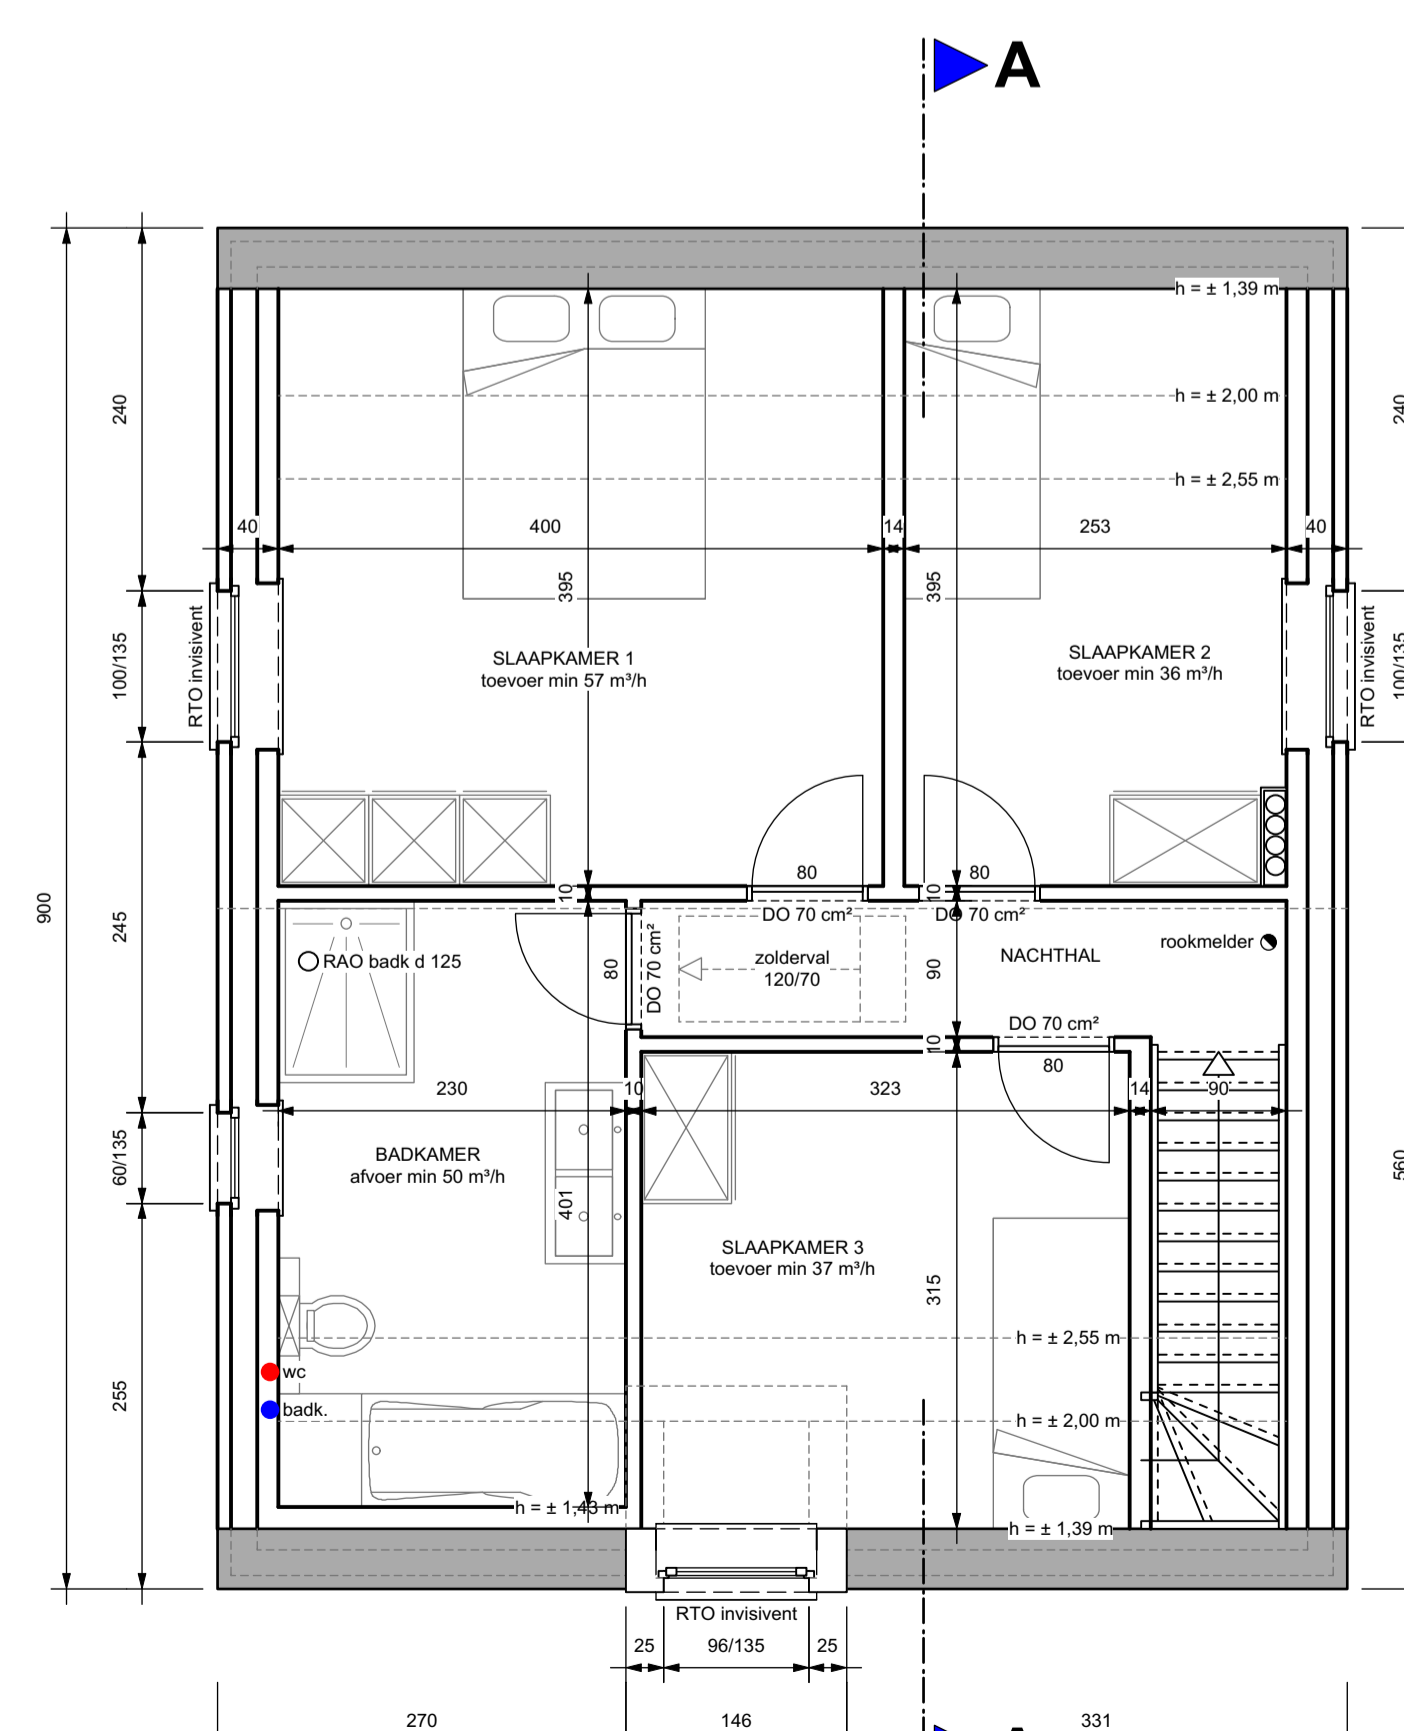 A
h = ± 1,39 m
240
h = ± 2,00 m
240
h = ± 2,55 m
40
400
14
253
40
395
395
RTO invisivent
100/135
SLAAPKAMER 1
toevoer min 57 m³/h
SLAAPKAMER 2
toevoer min 36 m³/h
RTO invisivent
100/135
80
80
10
10
900
245
DO 70 cm²
DO 70 cm²
RAO badk d 125
80
DO 70 cm²
zolderval
120/70
90
NACHTHAL
rookmelder
DO 70 cm²
10
80
230
10
323
14
90
60/135
BADKAMER
afvoer min 50 m³/h
401
560
SLAAPKAMER 3
toevoer min 37 m³/h
315
h = ± 2,55 m
wc
255
badk.
h = ± 2,00 m
h = ± 1,43 m
h = ± 1,39 m
RTO invisivent
25
96/135
25
270
146
331